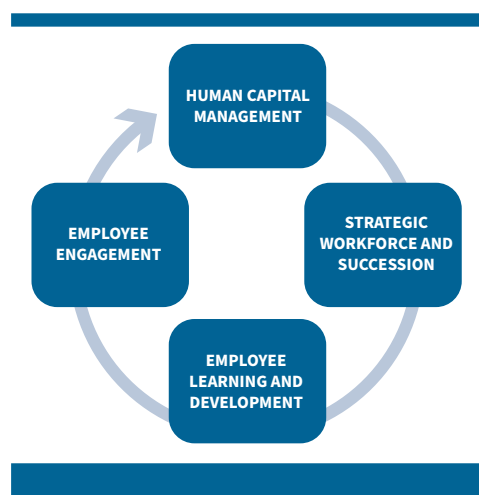 HUMAN CAPITAL
MANAGEMENT
STRATEGIC
WORKFORCE AND
SUCCESSION
EMPLOYEE
LEARNING AND
DEVELOPMENT
EMPLOYEE
ENGAGEMENT